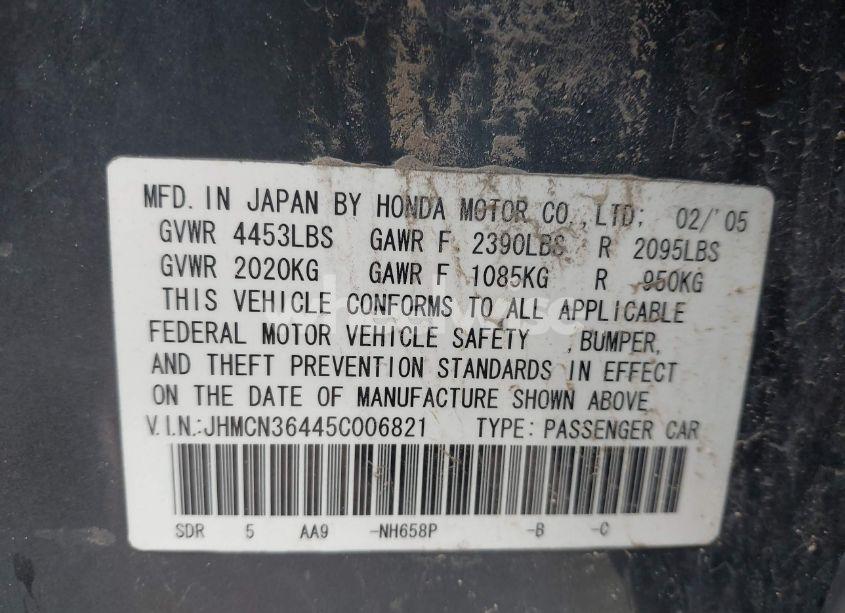 MFD. IN JAPAN BY HONDA MOTOR CO., LTD; 02/'05
GVWR 4453LBS GAWR F 2390LBS R 2095LBS
GVWR 2020KG GAWR F 1085KG R 950KG
THIS VEHICLE CONFORMS TO ALL APPLICABLE
FEDERAL MOTOR VEHICLE SAFETY , BUMPER,
AND THEFT PREVENTION STANDARDS IN EFFECT
ON THE DATE OF MANUFACTURE SHOWN ABOVE
V.I.N.:JHMCN36445C006821 TYPE: PASSENGER CAR
SDR 5 AA9 -NH658P -B -C